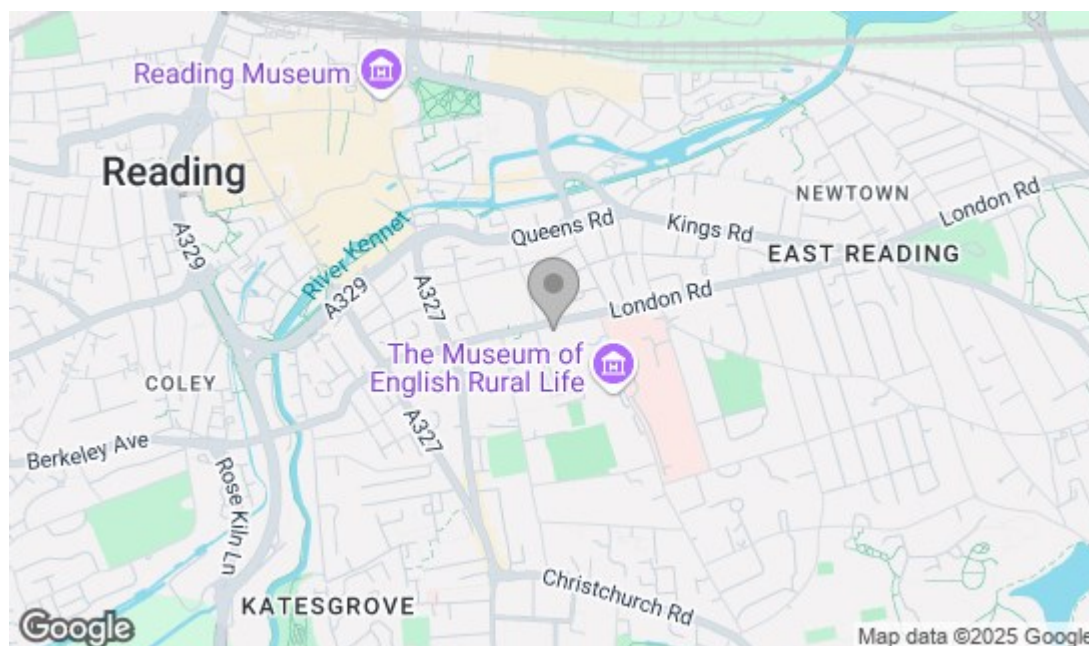 Reading Museum
Reading
NEWTOWN
London Rd
Queens Rd
Kings Rd
EAST READING
A329
River Kennet
A329
A327
London Rd
The Museum of
English Rural Life
COLEY
A327
Berkeley Ave
Rose Kiln Ln
Christchurch Rd
KATESGROVE
Google
Map data ©2025 Google